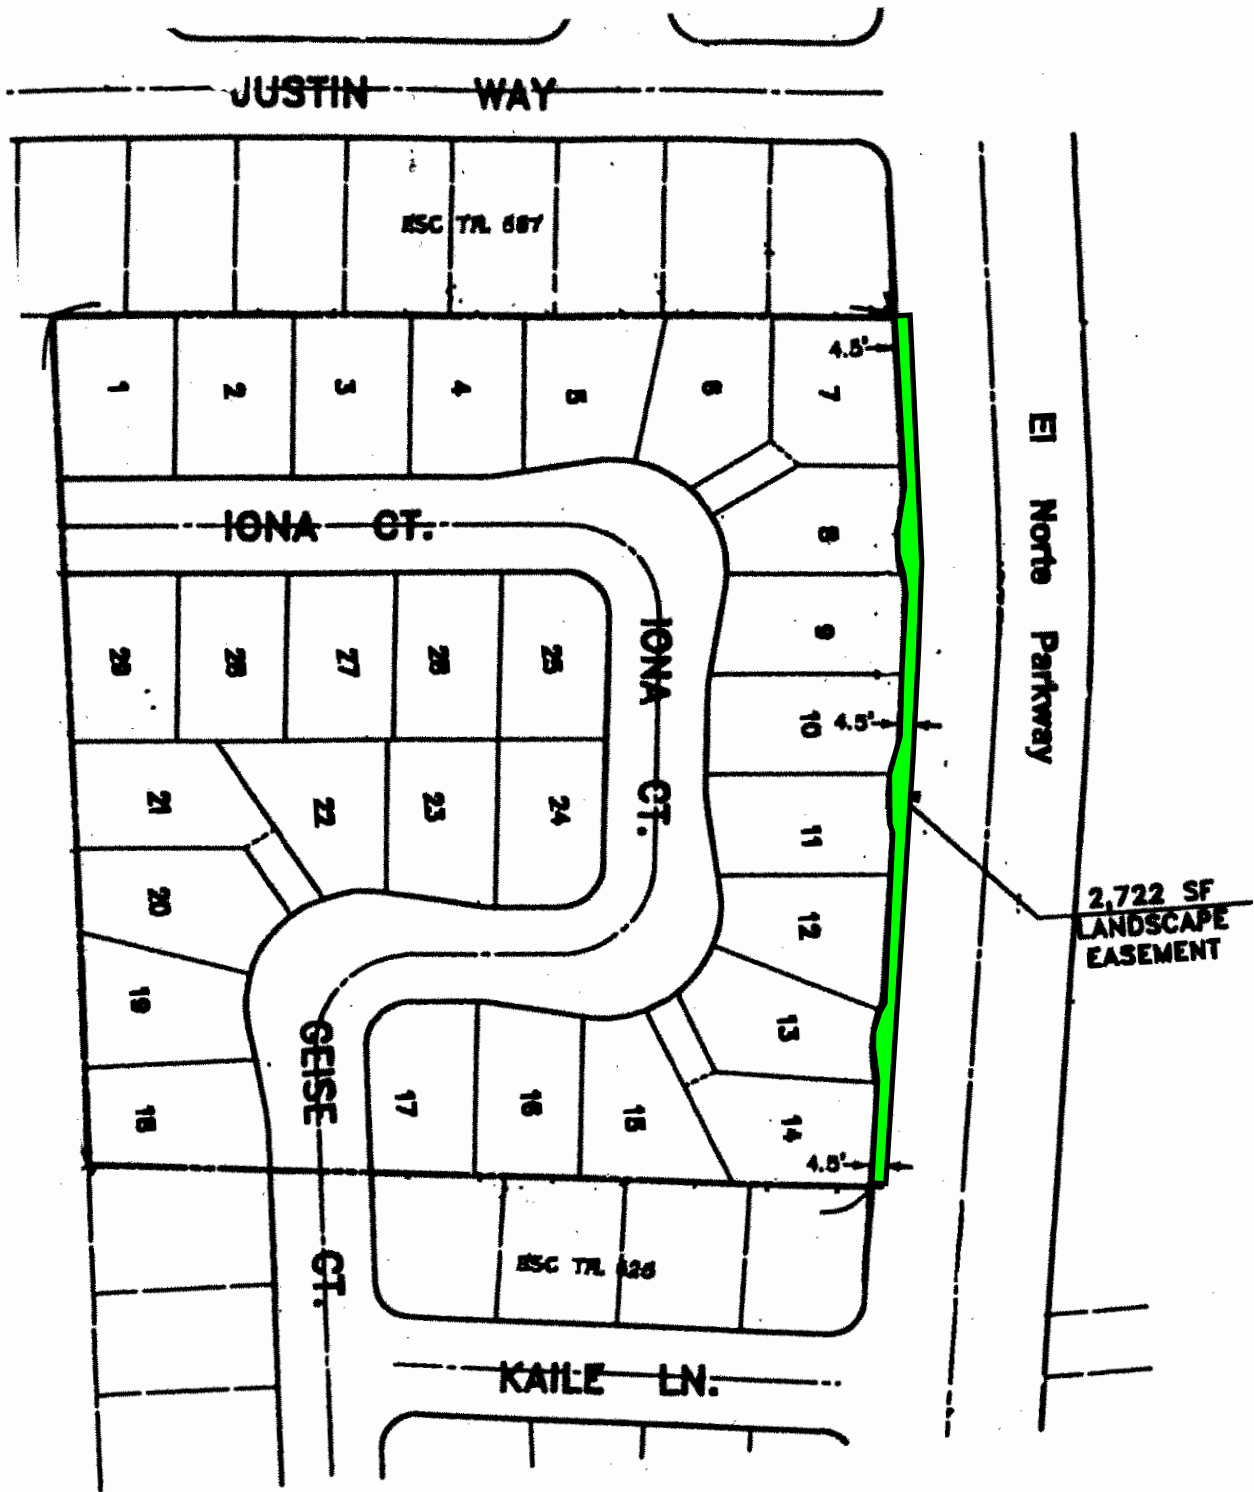 JUSTIN WAY
ESC TR.
4.5'
1
2
3
4
5
6
7
IONA CT.
8
El Norte Parkway
29
28
27
26
25
IONA CT.
9
10
4.5'
21
22
23
24
11
2,722 SF
LANDSCAPE
EASEMENT
20
12
19
13
GEISE CT.
18
17
16
15
14
4.5'
ESC TR.
KAILE LN.